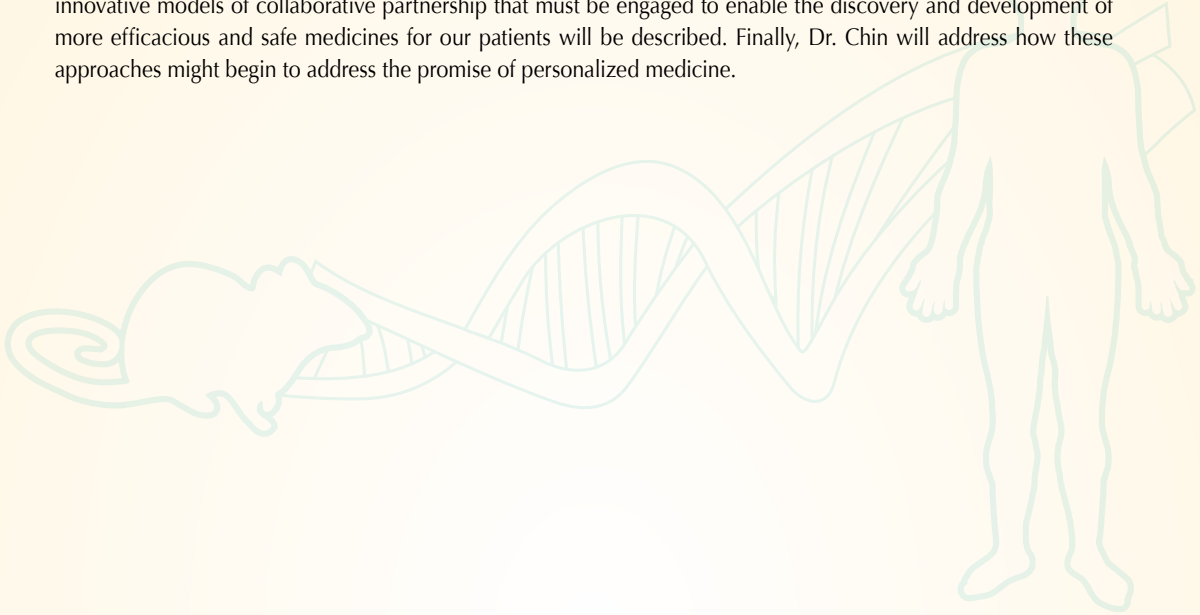 innovative models of collaborative partnership that must be engaged to enable the discovery and development of
more efficacious and safe medicines for our patients will be described. Finally, Dr. Chin will address how these
approaches might begin to address the promise of personalized medicine.